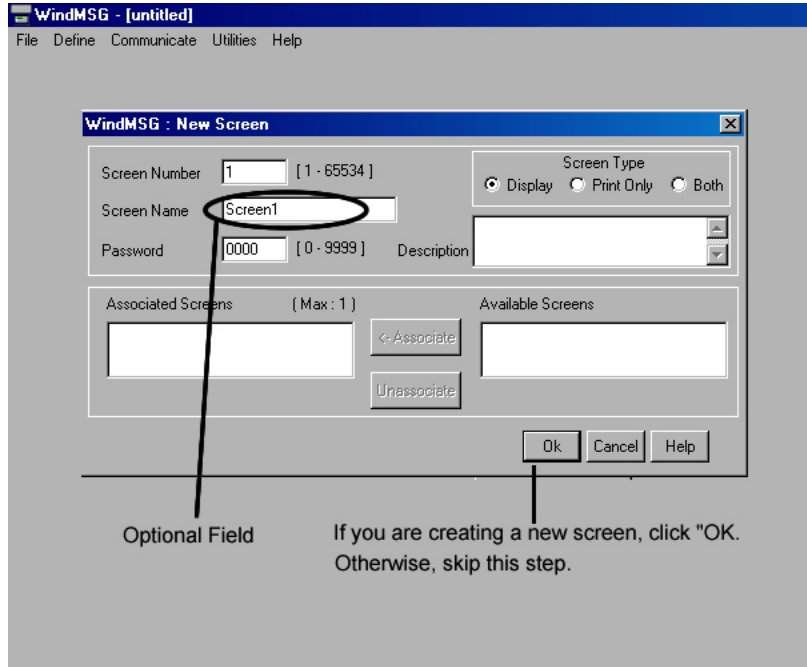 WindMSG - [untitled]
File Define Communicate Utilities Help
WindMSG : New Screen
Screen Number 1 [ 1 - 65534 ]
Screen Type
Display Print Only Both
Screen Name Screen1
Password 0000 [ 0 - 9999 ] Description
Associated Screens ( Max : 1 ) Available Screens
<- Associate
Unassociate
Ok Cancel Help
Optional Field
If you are creating a new screen, click "OK.
Otherwise, skip this step.